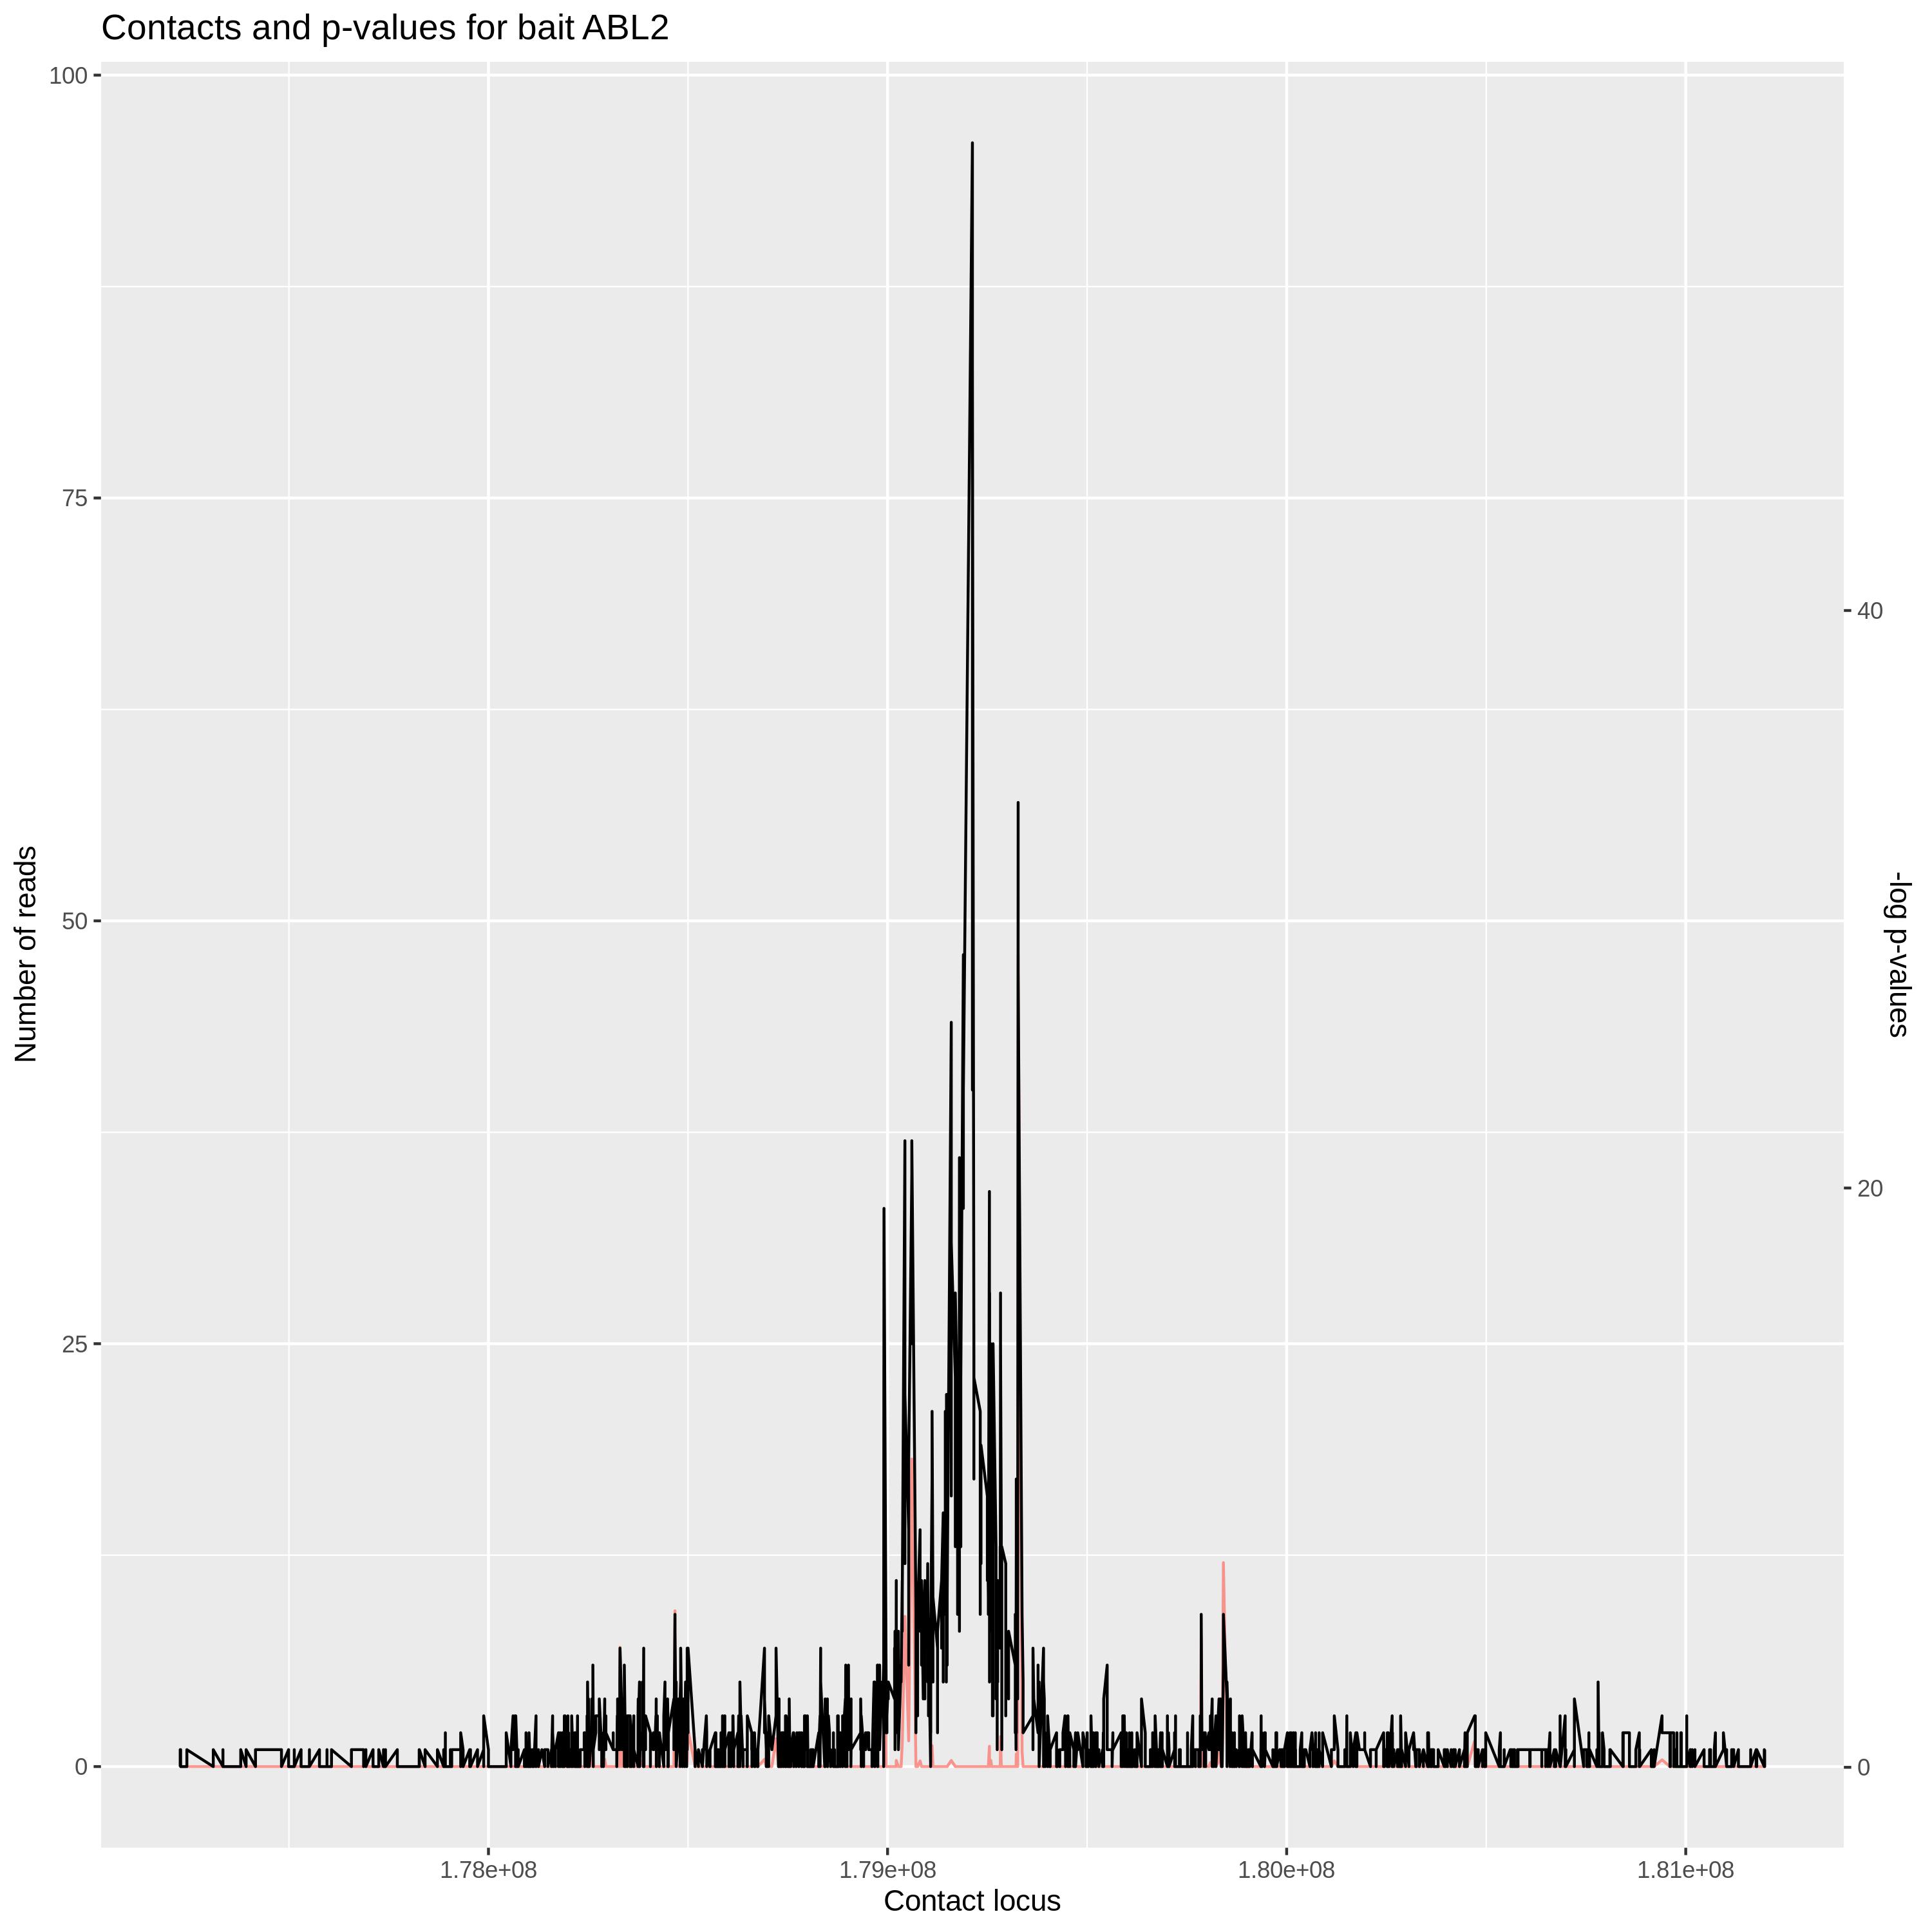 Contacts and p-values for bait ABL2
100
75
50
25
0
Number of reads
40
20
0
-log p-values
1.78e+08 1.79e+08 1.80e+08 1.81e+08
Contact locus